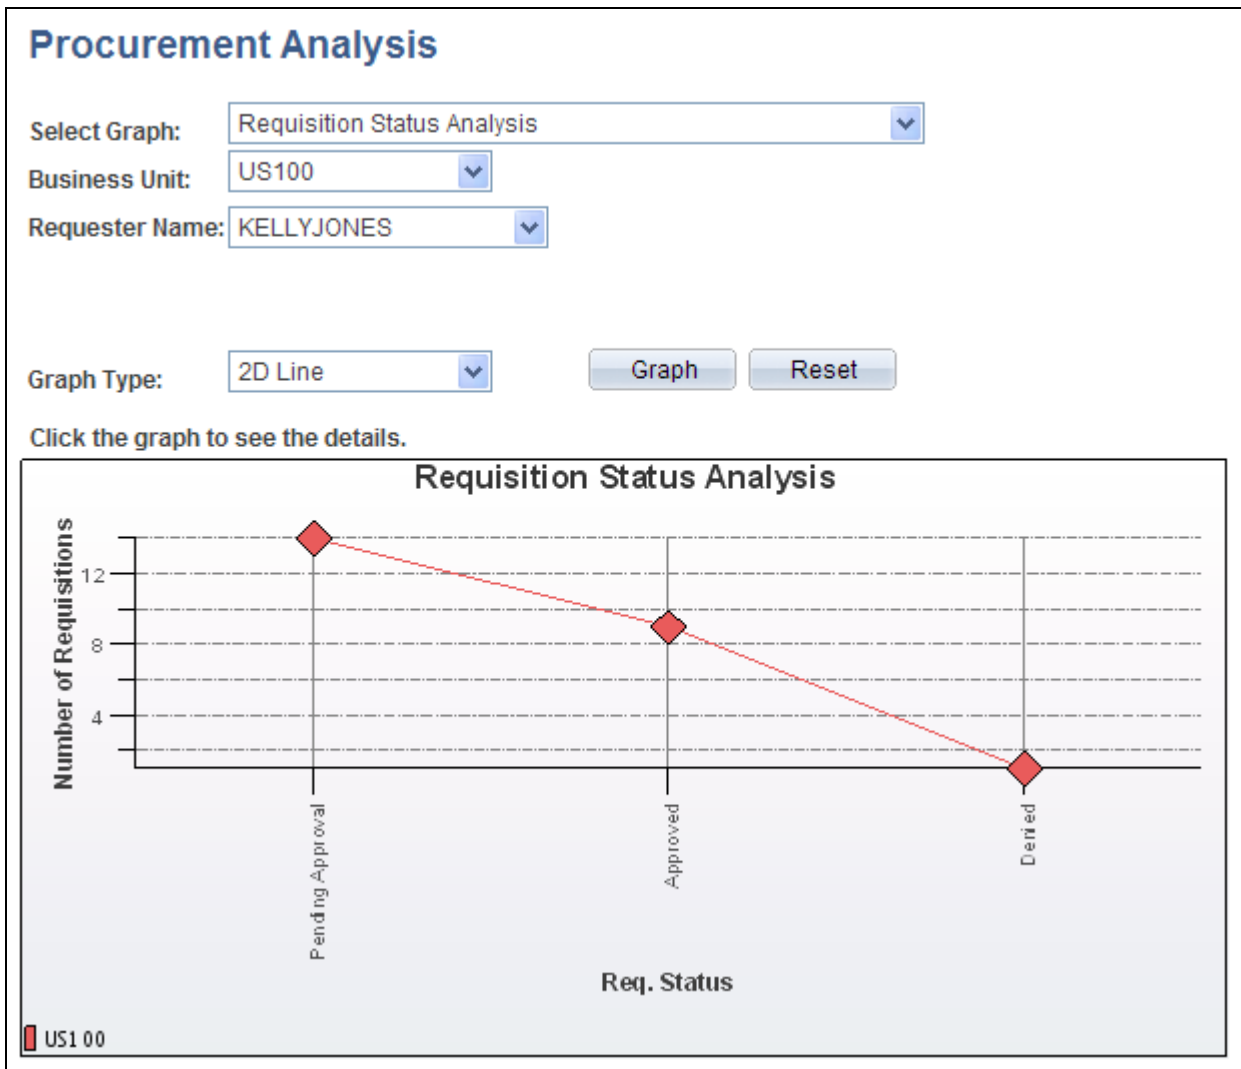 Procurement Analysis
Select Graph: Requisition Status Analysis
Business Unit: US100
Requester Name: KELLYJONES
Graph Type: 2D Line Graph Reset
Click the graph to see the details.
Requisition Status Analysis
Number of Requisitions
12
8
4
Pending Approval
Approved
Denied
Req. Status
US100